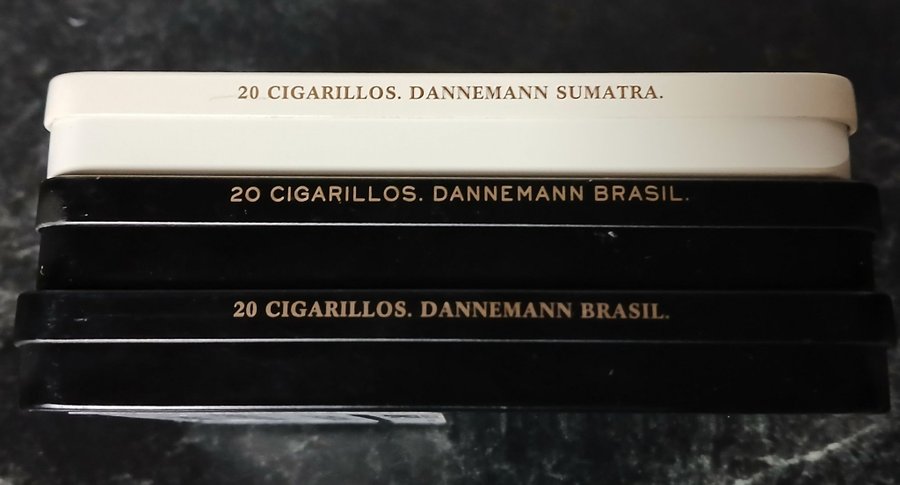 20 CIGARILLOS. DANNEMANN SUMATRA.
20 CIGARILLOS. DANNEMANN BRASIL.
20 CIGARILLOS. DANNEMANN BRASIL.